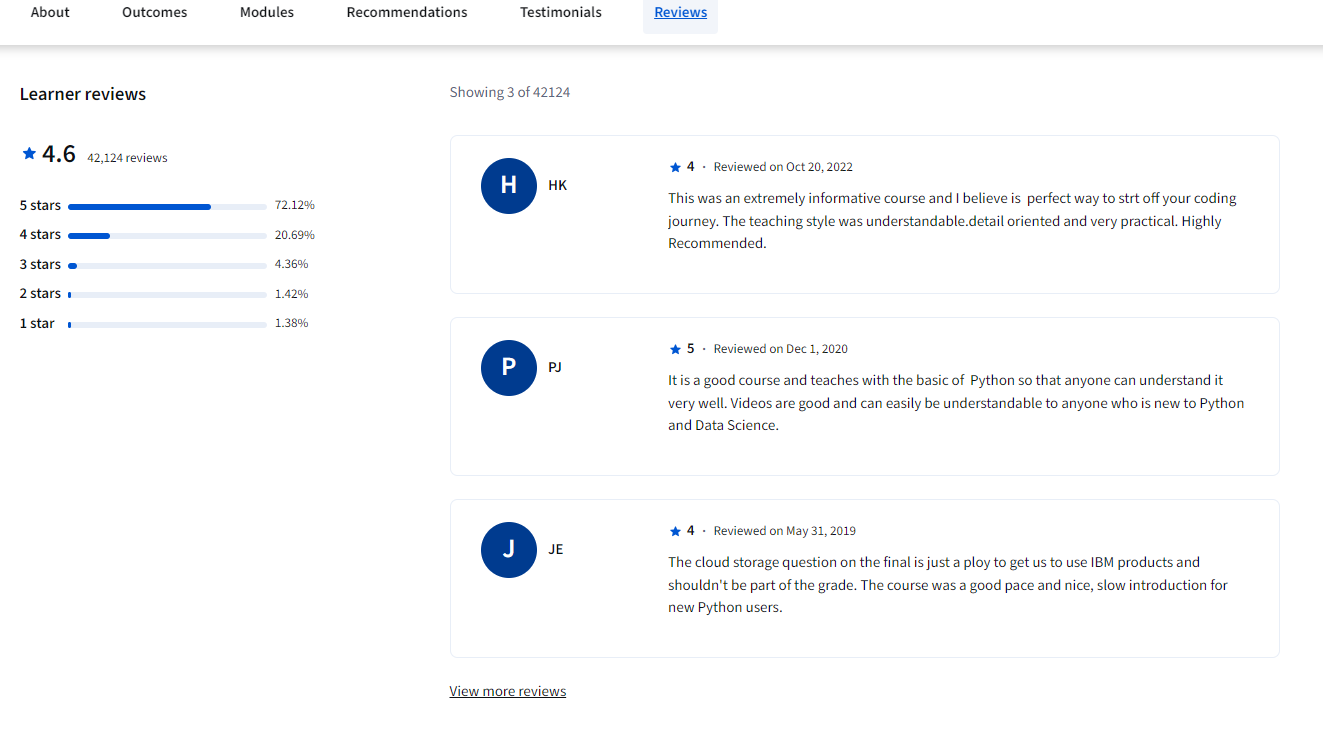 About Outcomes Modules Recommendations Testimonials Reviews
Learner reviews
4.6 42,124 reviews
5 stars 72.12%
4 stars 20.69%
3 stars 4.36%
2 stars 1.42%
1 star 1.38%
Showing 3 of 42124
H HK
4 · Reviewed on Oct 20, 2022
This was an extremely informative course and I believe is  perfect way to strt off your coding
journey. The teaching style was understandable.detail oriented and very practical. Highly
Recommended.
P PJ
5 · Reviewed on Dec 1, 2020
It is a good course and teaches with the basic of  Python so that anyone can understand it
very well. Videos are good and can easily be understandable to anyone who is new to Python
and Data Science.
J JE
4 · Reviewed on May 31, 2019
The cloud storage question on the final is just a ploy to get us to use IBM products and
shouldn't be part of the grade. The course was a good pace and nice, slow introduction for
new Python users.
View more reviews